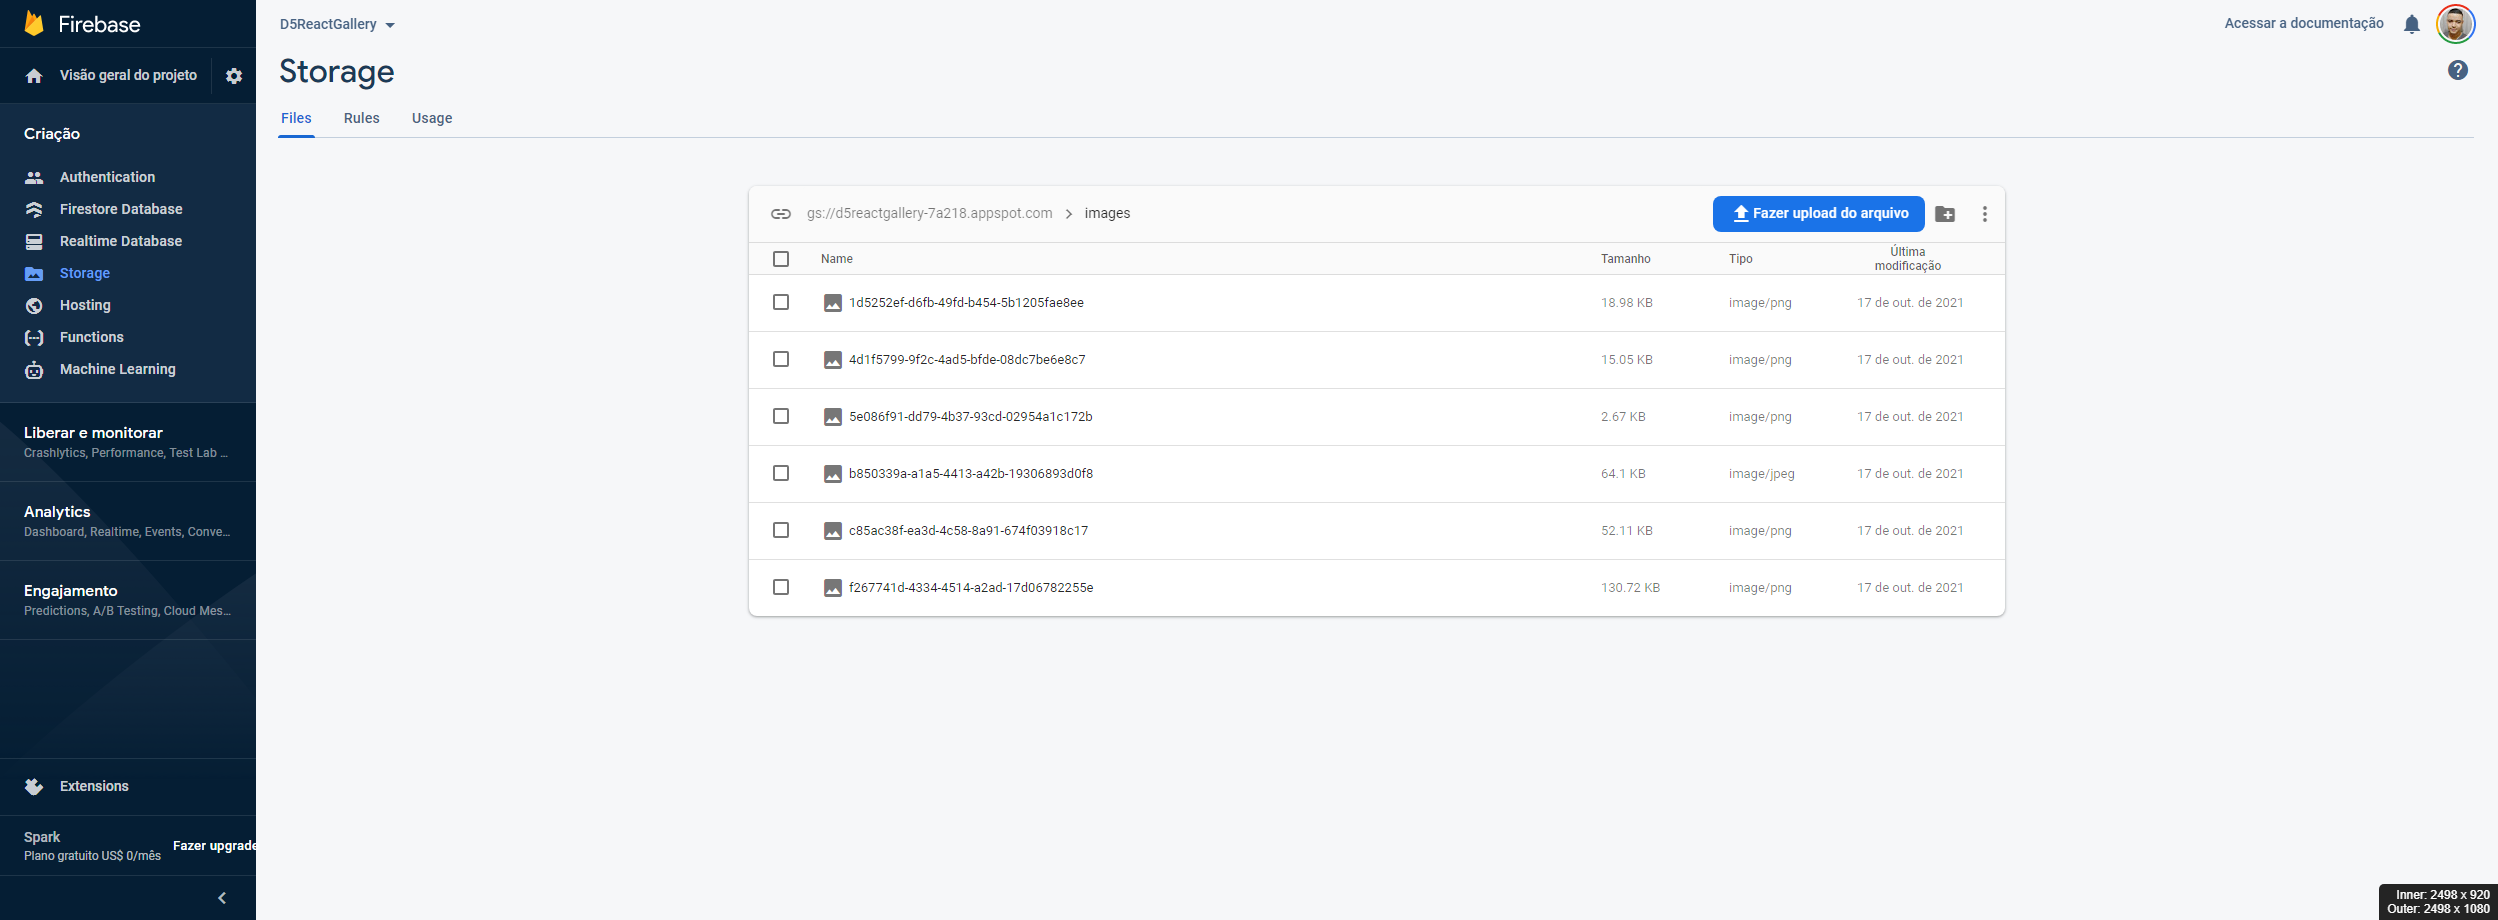 Firebase
Visão geral do projeto
Criação
Authentication
Firestore Database
Realtime Database
Storage
Hosting
Functions
Machine Learning
Liberar e monitorar
Crashlytics, Performance, Test Lab ...
Analytics
Dashboard, Realtime, Events, Conve...
Engajamento
Predictions, A/B Testing, Cloud Mes...
Extensions
Spark
Plano gratuito US$ 0/mês
Fazer upgrade
D5ReactGallery
Acessar a documentação
Storage
Files Rules Usage
gs://d5reactgallery-7a218.appspot.com > images
Fazer upload do arquivo
Name Tamanho Tipo Última modificação
1d5252ef-d6fb-49fd-b454-5b1205fae8ee 18.98 KB image/png 17 de out. de 2021
4d1f5799-9f2c-4ad5-bfde-08dc7be6e8c7 15.05 KB image/png 17 de out. de 2021
5e086f91-dd79-4b37-93cd-02954a1c172b 2.67 KB image/png 17 de out. de 2021
b850339a-a1a5-4413-a42b-19306893d0f8 64.1 KB image/jpeg 17 de out. de 2021
c85ac38f-ea3d-4c58-8a91-674f03918c17 52.11 KB image/png 17 de out. de 2021
f267741d-4334-4514-a2ad-17d06782255e 130.72 KB image/png 17 de out. de 2021
Inner: 2498 x 920
Outer: 2498 x 1080